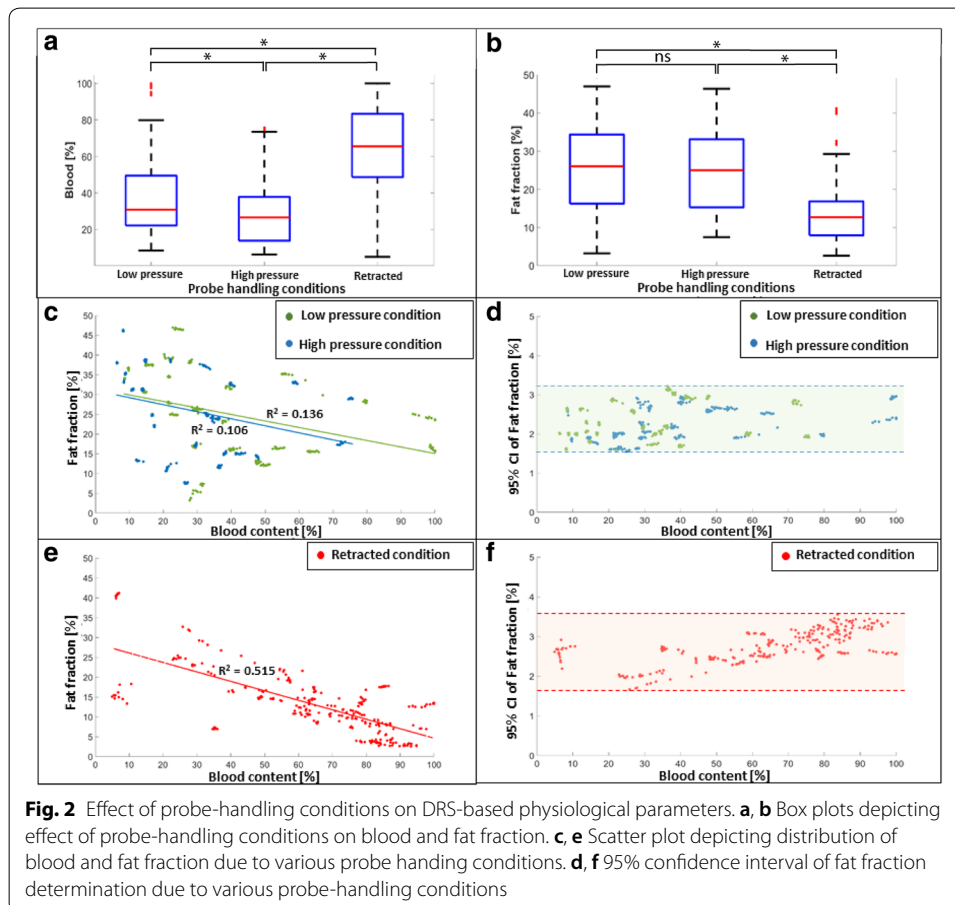 a
*
*
*
100
80
60
40
20
Blood [%]
Low pressure
High pressure
Retracted
Probe handling conditions
b
*
ns
*
50
40
30
20
10
0
Fat fraction [%]
Low pressure
High pressure
Retracted
Probe handling conditions
c
Low pressure condition
High pressure condition
50
45
40
35
30
25
20
15
10
5
0
Fat fraction [%]
R² = 0.136
R² = 0.106
0 10 20 30 40 50 60 70 80 90 100
Blood content [%]
d
Low pressure condition
High pressure condition
5
4
3
2
1
0
95% CI of Fat fraction [%]
0 10 20 30 40 50 60 70 80 90 100
Blood content [%]
e
Retracted condition
50
45
40
35
30
25
20
15
10
5
0
Fat fraction [%]
R² = 0.515
0 10 20 30 40 50 60 70 80 90 100
Blood content [%]
f
Retracted condition
5
4
3
2
1
0
95% CI of Fat fraction [%]
0 10 20 30 40 50 60 70 80 90 100
Blood content [%]
Fig. 2 Effect of probe-handling conditions on DRS-based physiological parameters. a, b Box plots depicting
effect of probe-handling conditions on blood and fat fraction. c, e Scatter plot depicting distribution of
blood and fat fraction due to various probe handing conditions. d, f 95% confidence interval of fat fraction
determination due to various probe-handling conditions